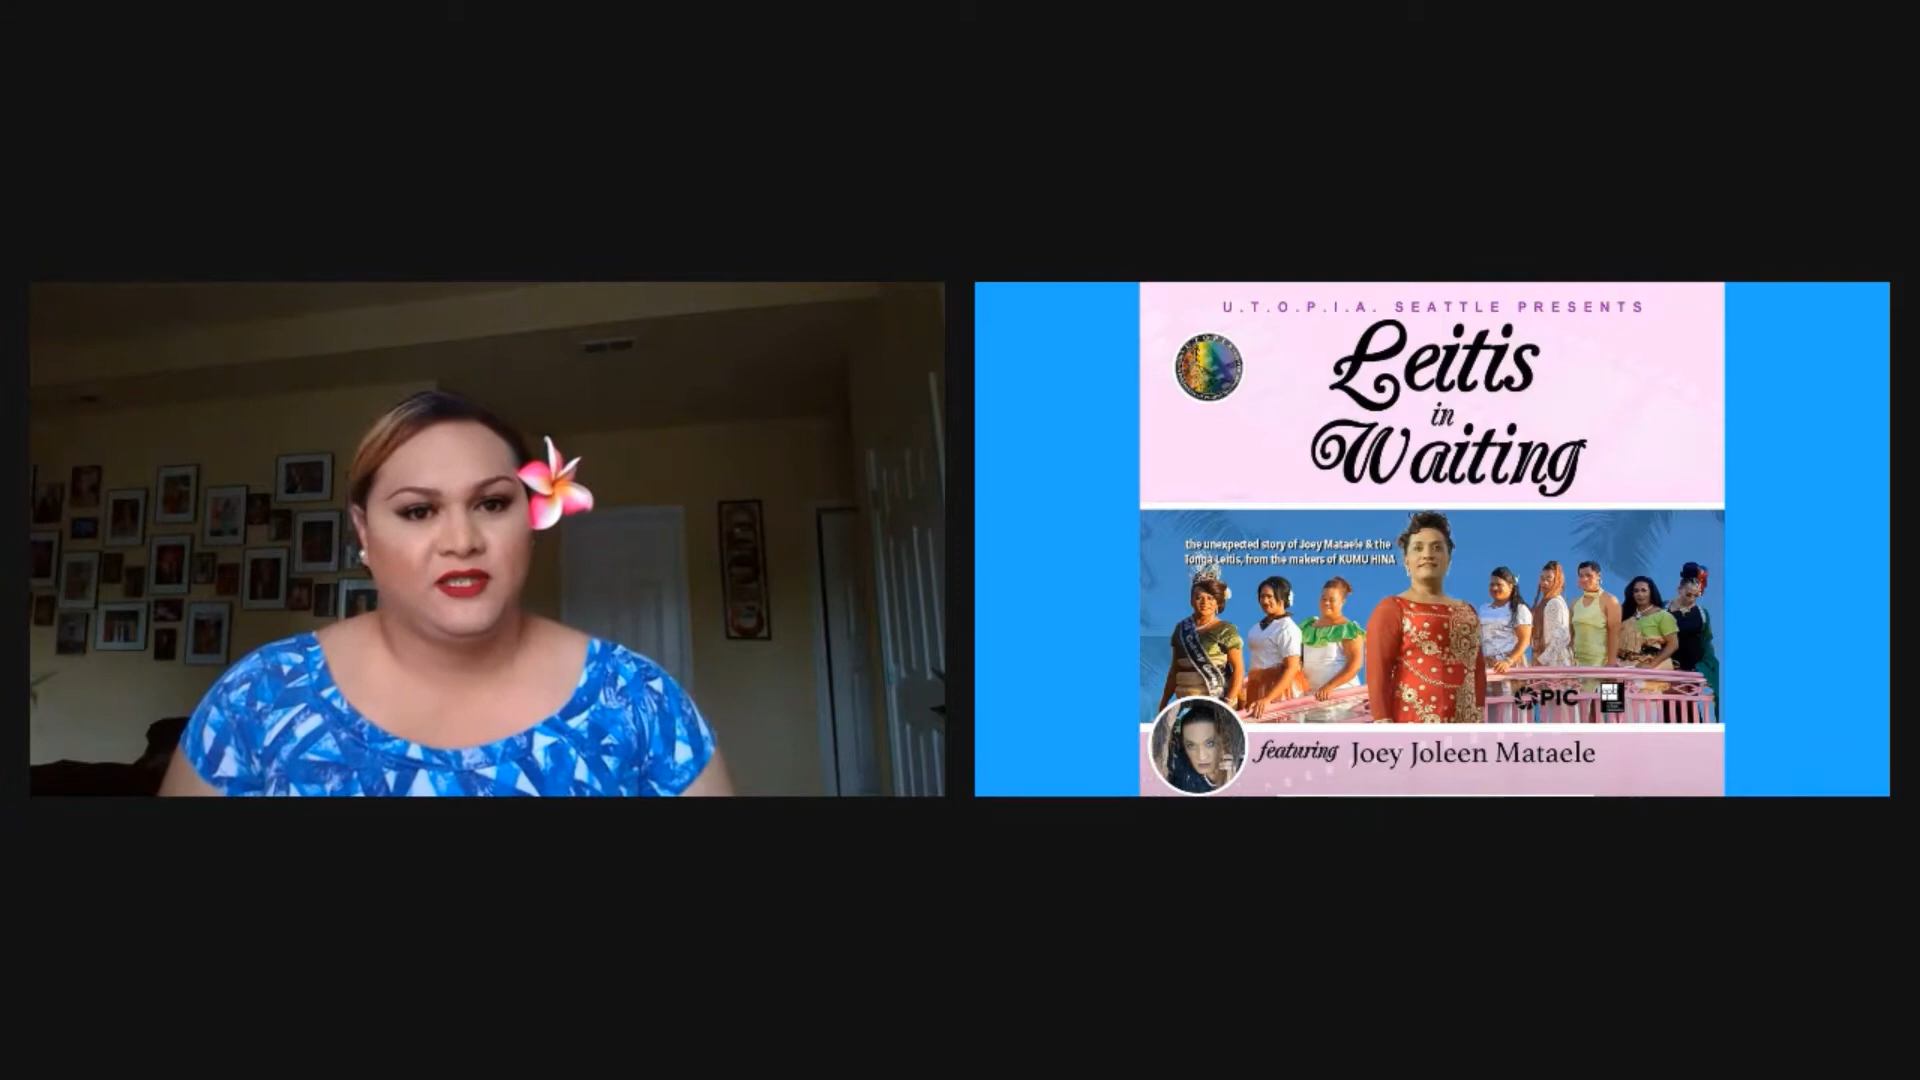 U.T.O.P.I.A. SEATTLE PRESENTS
Leitis
in
Waiting
the unexpected story of Joey Mataele & the
Tonga Leitis, from the makers of KUMU HINA
PIC
featuring Joey Joleen Mataele